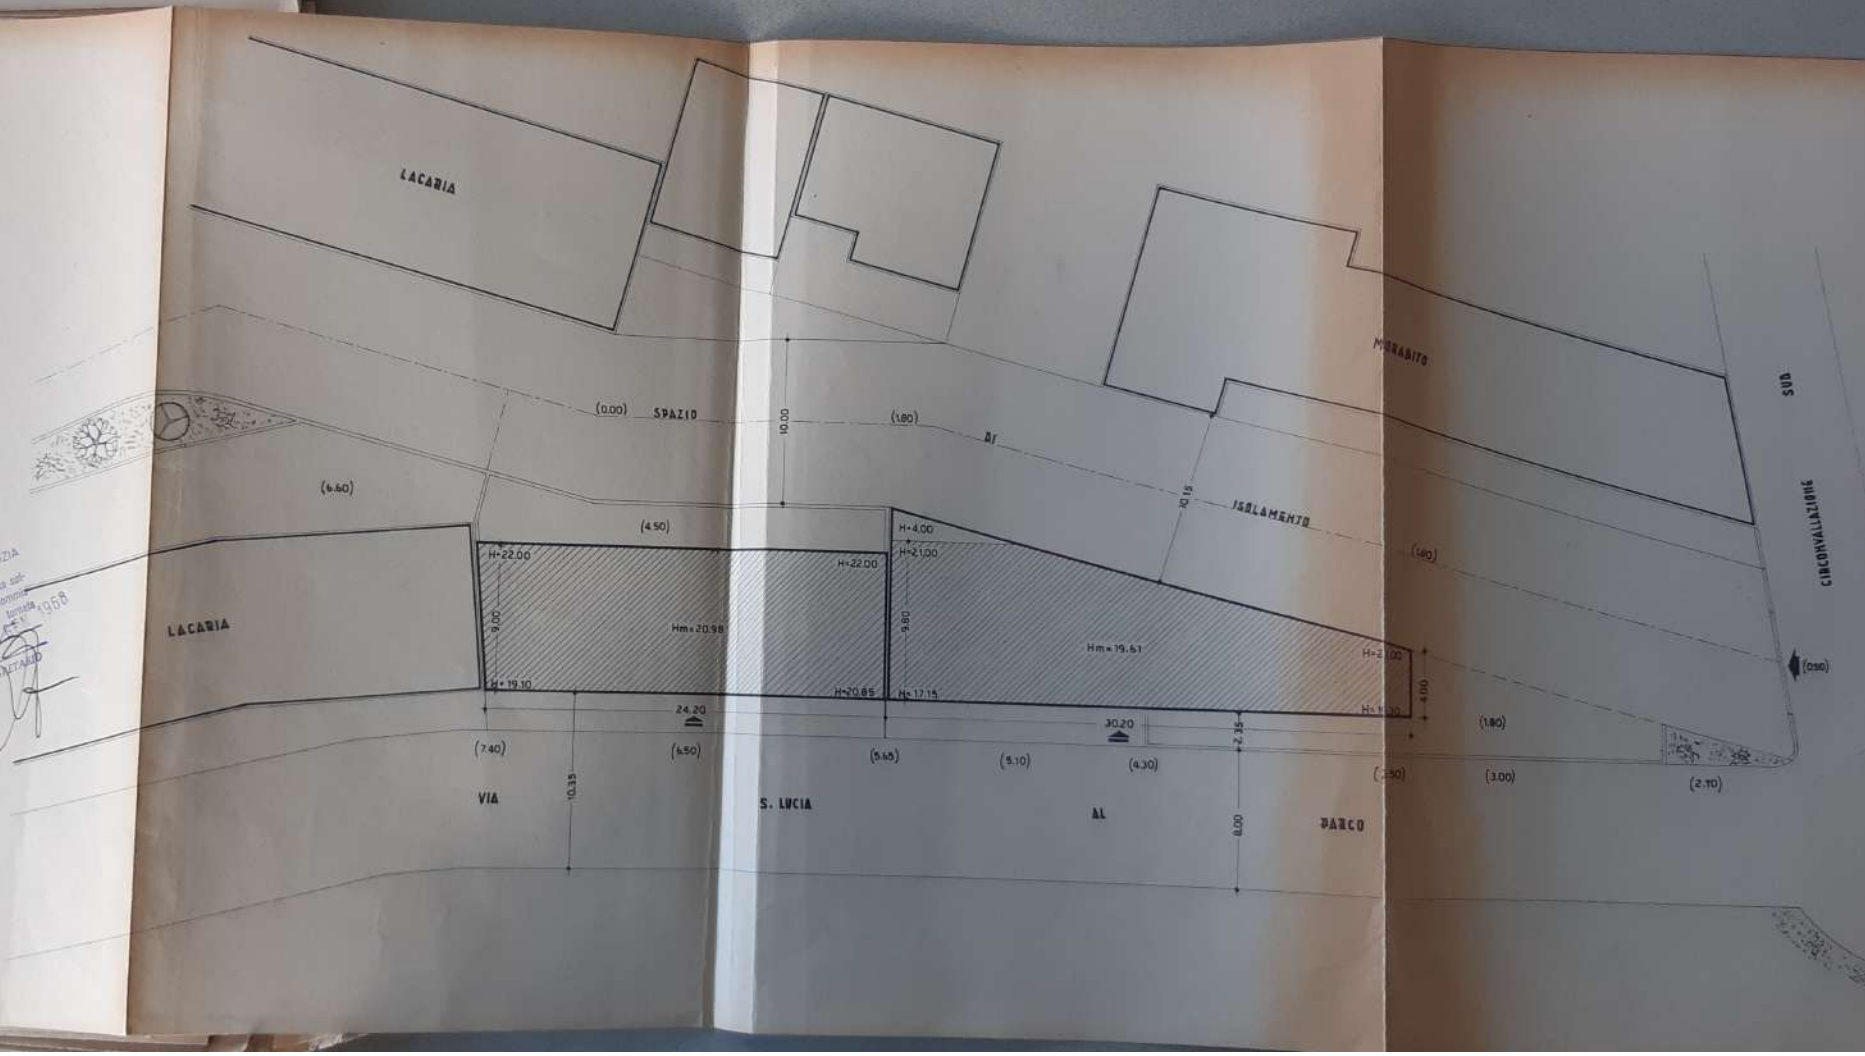 LACARIA
MORABITO
SUD
(0.00)
SPAZIO
10.00
(1.80)
DI
(6.60)
(4.50)
10.15
ISOLAMENTO
CIRCONVALLAZIONE
H=4.00
H=22.00
H=22.00
H=21.00
(1.80)
1968
LACARIA
9.00
Hm=20.98
9.80
Hm=19.61
(0.90)
H=19.10
H=20.85
H=17.15
4.00
24.20
30.20
2.35
(1.80)
(7.40)
(6.50)
(5.65)
(5.10)
(4.30)
(3.00)
(2.70)
10.35
VIA
S. LUCIA
AL
8.00
PARCO